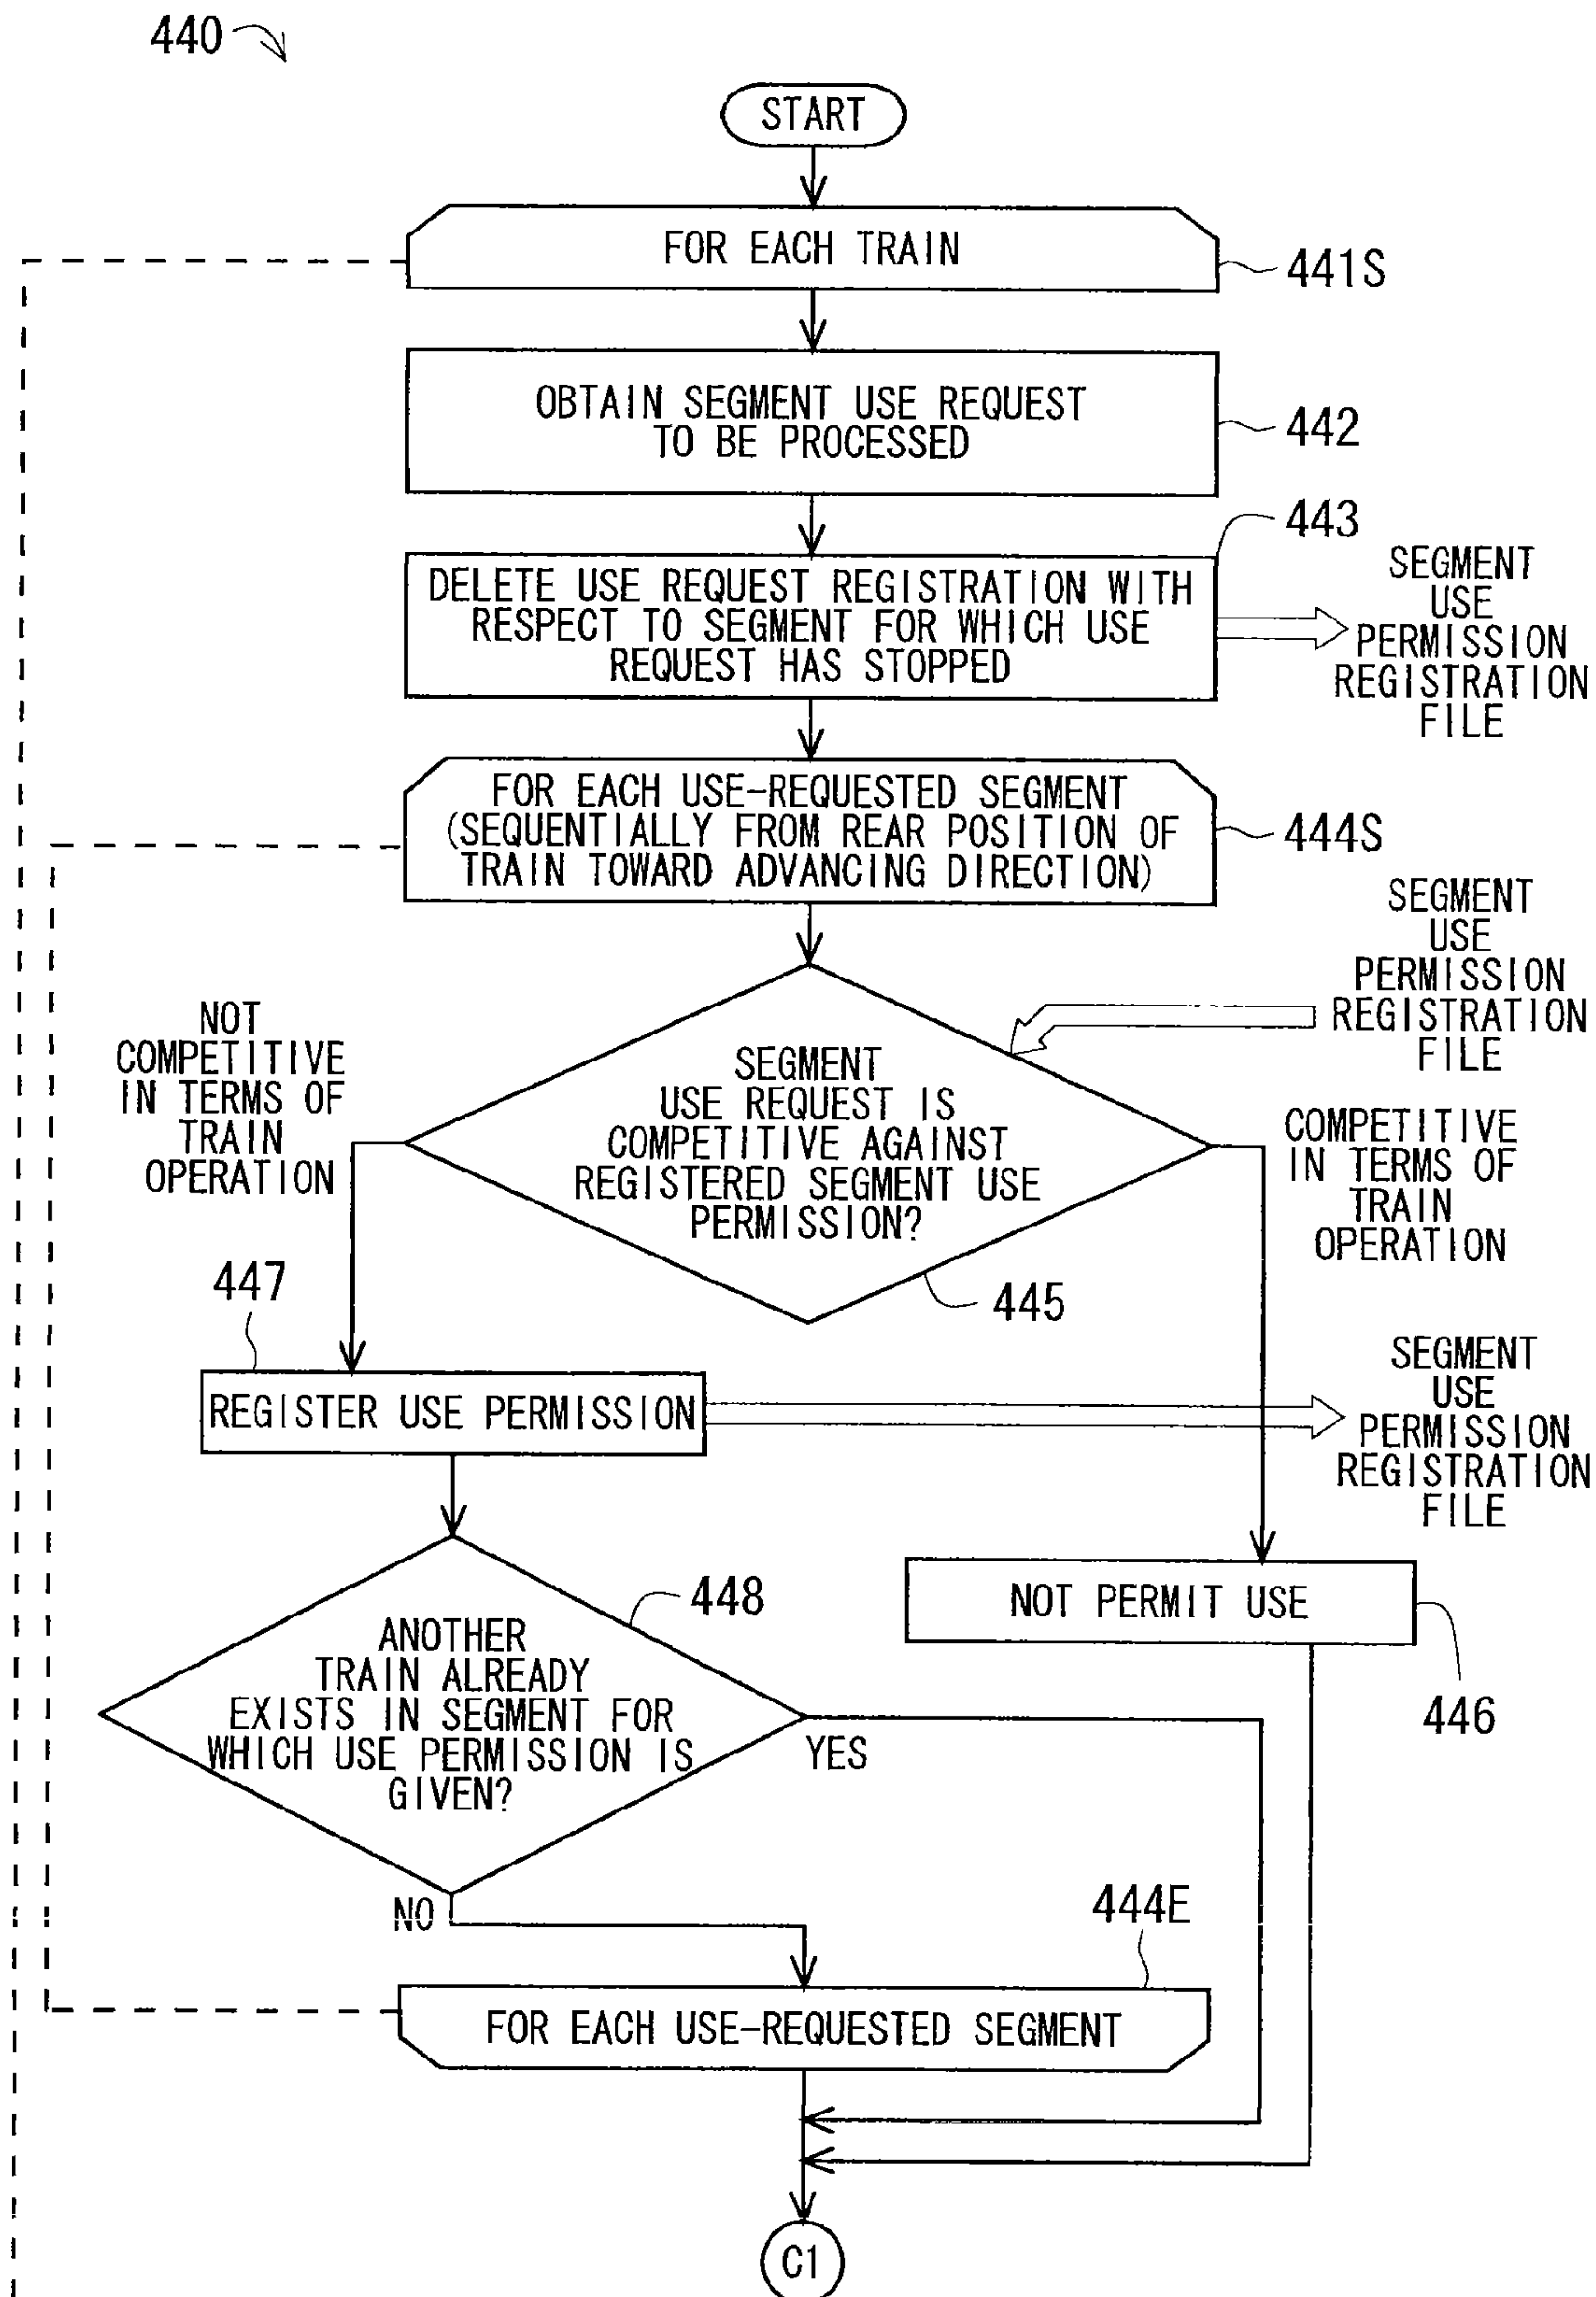 440
START
FOR EACH TRAIN
441S
OBTAIN SEGMENT USE REQUEST
TO BE PROCESSED
442
443
DELETE USE REQUEST REGISTRATION WITH
RESPECT TO SEGMENT FOR WHICH USE
REQUEST HAS STOPPED
SEGMENT
USE
PERMISSION
REGISTRATION
FILE
FOR EACH USE-REQUESTED SEGMENT
(SEQUENTIALLY FROM REAR POSITION OF
TRAIN TOWARD ADVANCING DIRECTION)
444S
SEGMENT
USE
PERMISSION
REGISTRATION
FILE
NOT
COMPETITIVE
IN TERMS OF
TRAIN
OPERATION
SEGMENT
USE REQUEST IS
COMPETITIVE AGAINST
REGISTERED SEGMENT USE
PERMISSION?
COMPETITIVE
IN TERMS OF
TRAIN
OPERATION
445
447
REGISTER USE PERMISSION
SEGMENT
USE
PERMISSION
REGISTRATION
FILE
448
ANOTHER
TRAIN ALREADY
EXISTS IN SEGMENT FOR
WHICH USE PERMISSION IS
GIVEN?
YES
NOT PERMIT USE
446
NO
444E
FOR EACH USE-REQUESTED SEGMENT
C1